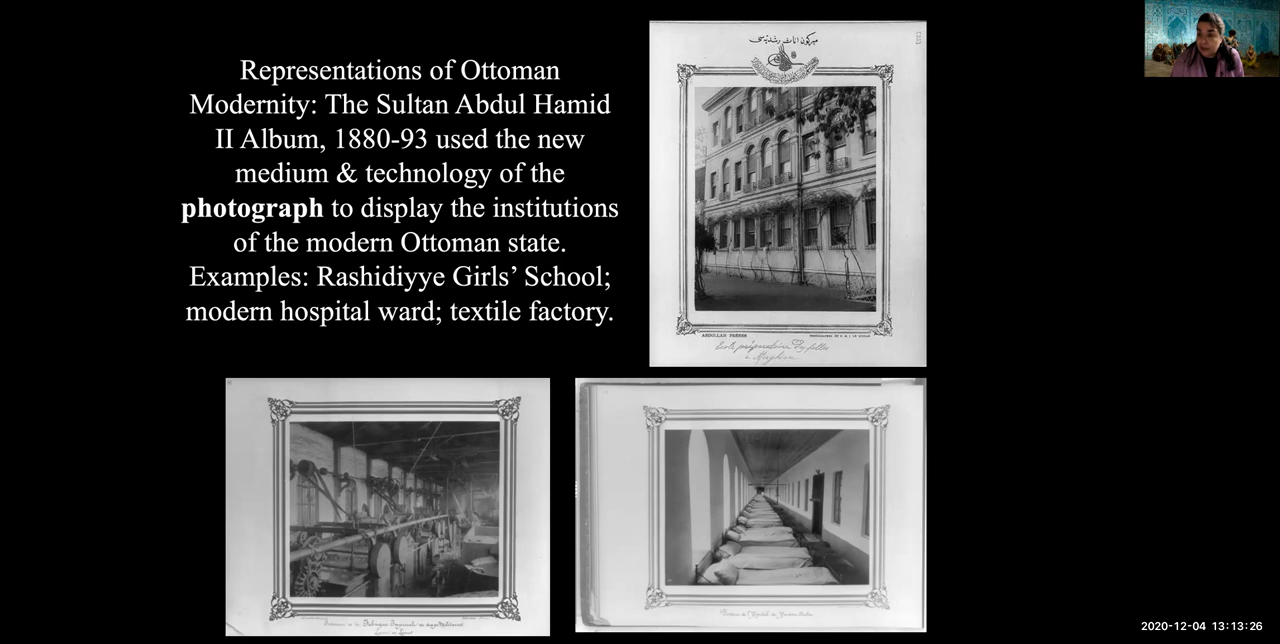 Representations of Ottoman
Modernity: The Sultan Abdul Hamid
II Album, 1880-93 used the new
medium & technology of the
photograph to display the institutions
of the modern Ottoman state.
Examples: Rashidiyye Girls’ School;
modern hospital ward; textile factory.
ABDULLAH FRÈRES
2020-12-04 13:13:26